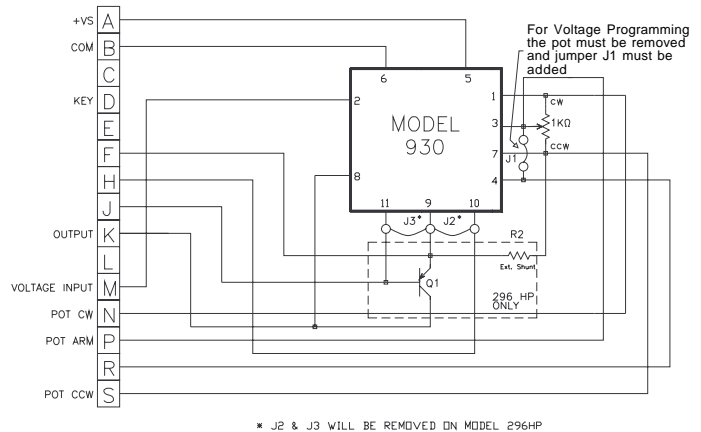 +VS A
COM B
C
KEY D
E
F
H
J
OUTPUT K
L
VOLTAGE INPUT M
POT CW N
POT ARM P
R
POT CCW S
For Voltage Programming
the pot must be removed
and jumper J1 must be
added
6 5
2 1
CW
MODEL
930
3 1KΩ
7 CCW
J1
8 4
11 9 10
J3* J2*
R2
Ext. Shunt
Q1
296 HP
ONLY
* J2 & J3 WILL BE REMOVED ON MODEL 296HP